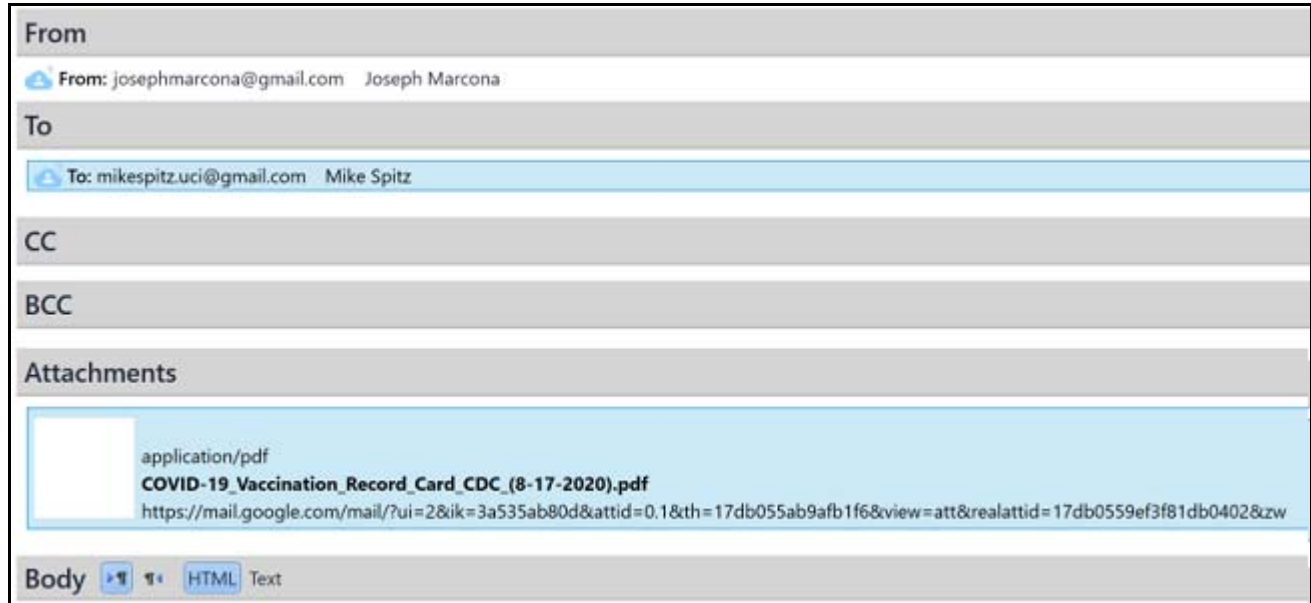 From
From: josephmarcona@gmail.com Joseph Marcona
To
To: mikespitz.uci@gmail.com Mike Spitz
CC
BCC
Attachments
application/pdf
COVID-19_Vaccination_Record_Card_CDC_(8-17-2020).pdf
https://mail.google.com/mail/?ui=2&ik=3a535ab80d&attid=0.1&th=17db055ab9afb1f6&view=att&realattid=17db0559ef3f81db0402&zw
Body ▸¶ ¶◂ HTML Text